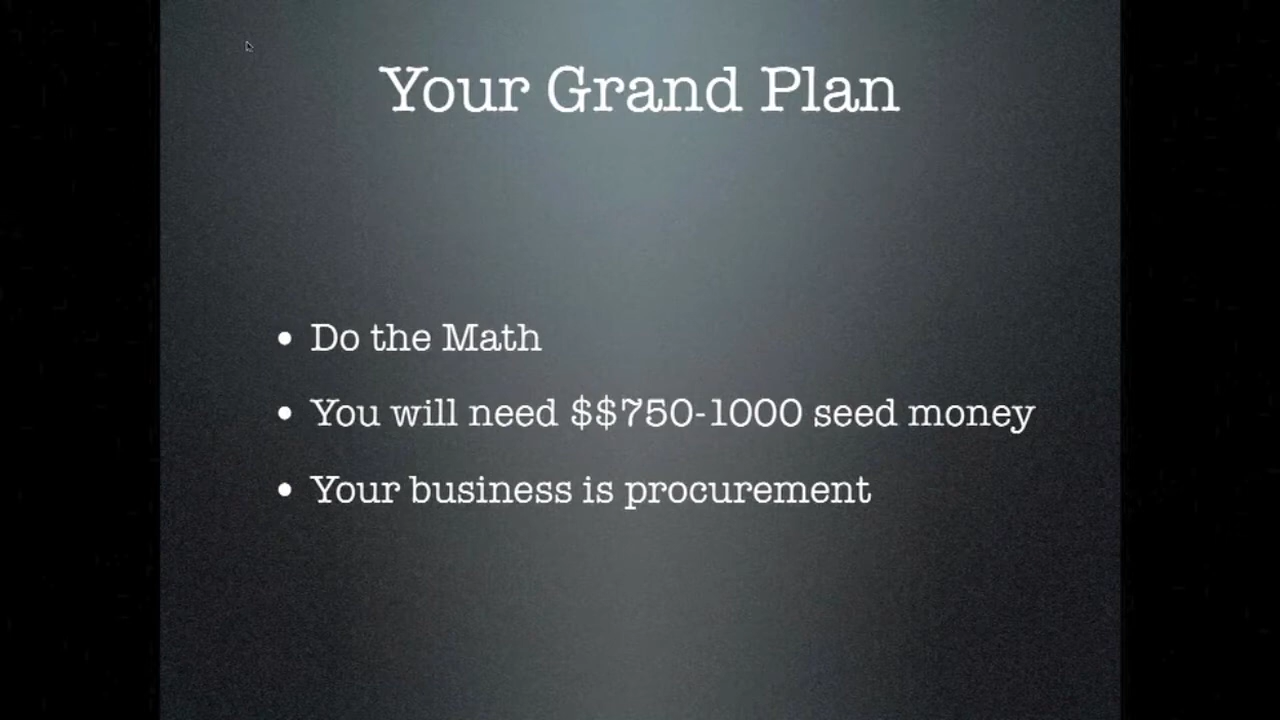 Your Grand Plan
• Do the Math
• You will need $$750-1000 seed money
• Your business is procurement